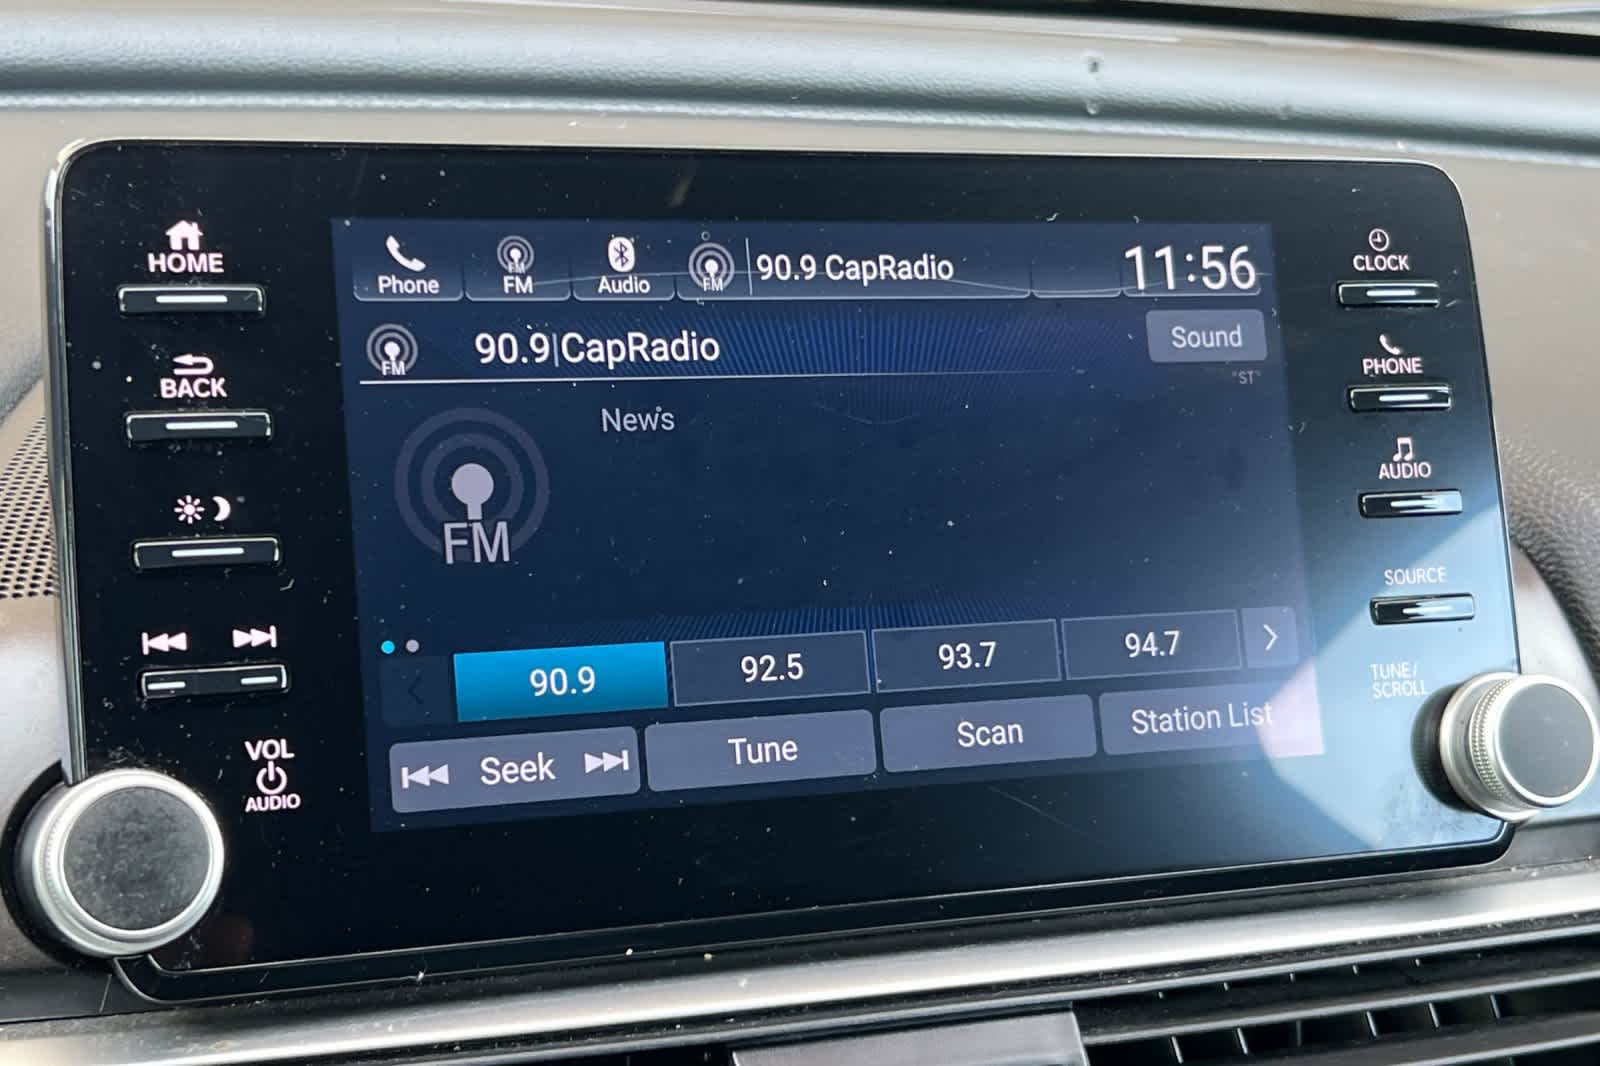 HOME
BACK
VOL
AUDIO
Phone
FM
FM
Audio
FM
90.9 CapRadio
11:56
FM
90.9|CapRadio
Sound
"ST"
News
FM
90.9
92.5
93.7
94.7
Seek
Tune
Scan
Station List
CLOCK
PHONE
AUDIO
SOURCE
TUNE/
SCROLL